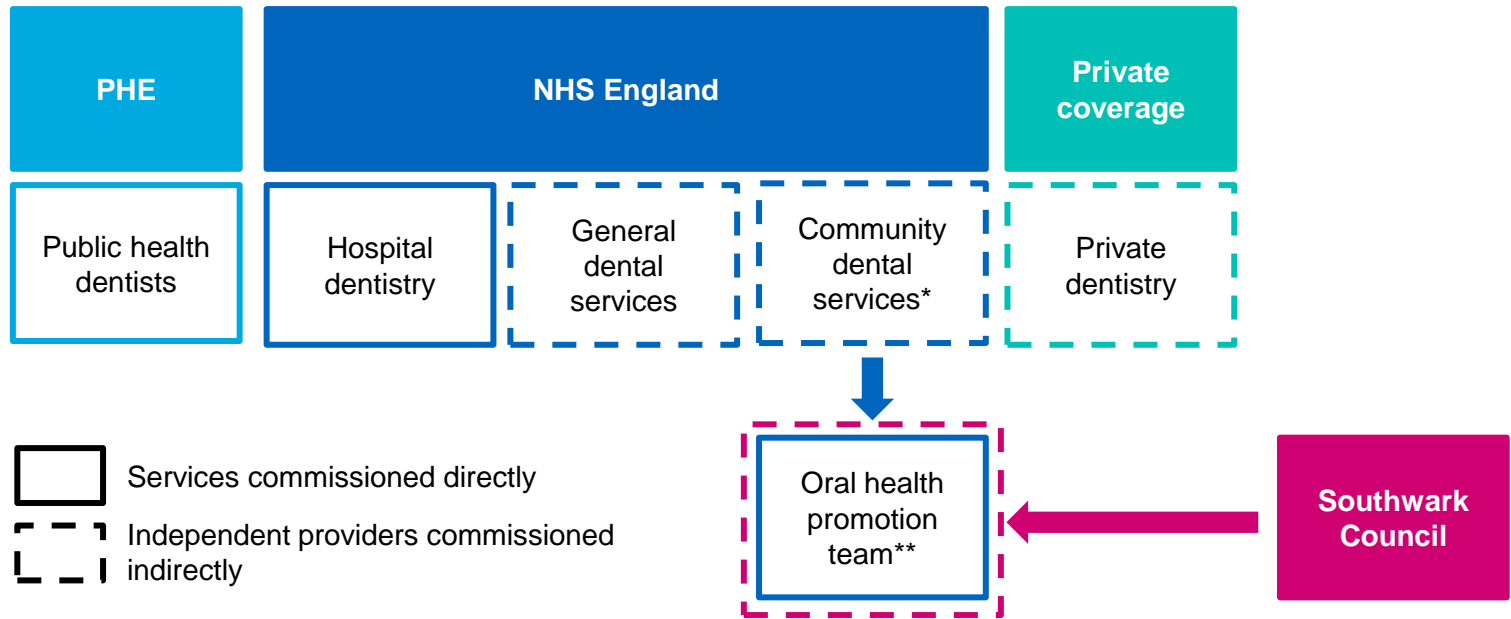 PHE
NHS England
Private
coverage
Public health
dentists
Hospital
dentistry
General
dental
services
Community
dental
services*
Private
dentistry
Services commissioned directly
Independent providers commissioned
indirectly
Oral health
promotion
team**
Southwark
Council